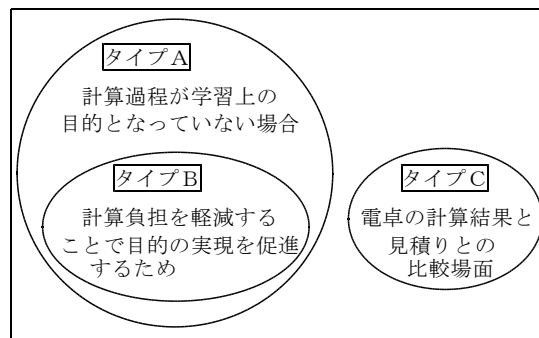 タイプA
計算過程が学習上の
目的となっていない場合
タイプB
計算負担を軽減する
ことで目的の実現を促進
するため
タイプC
電卓の計算結果と
見積りとの
比較場面